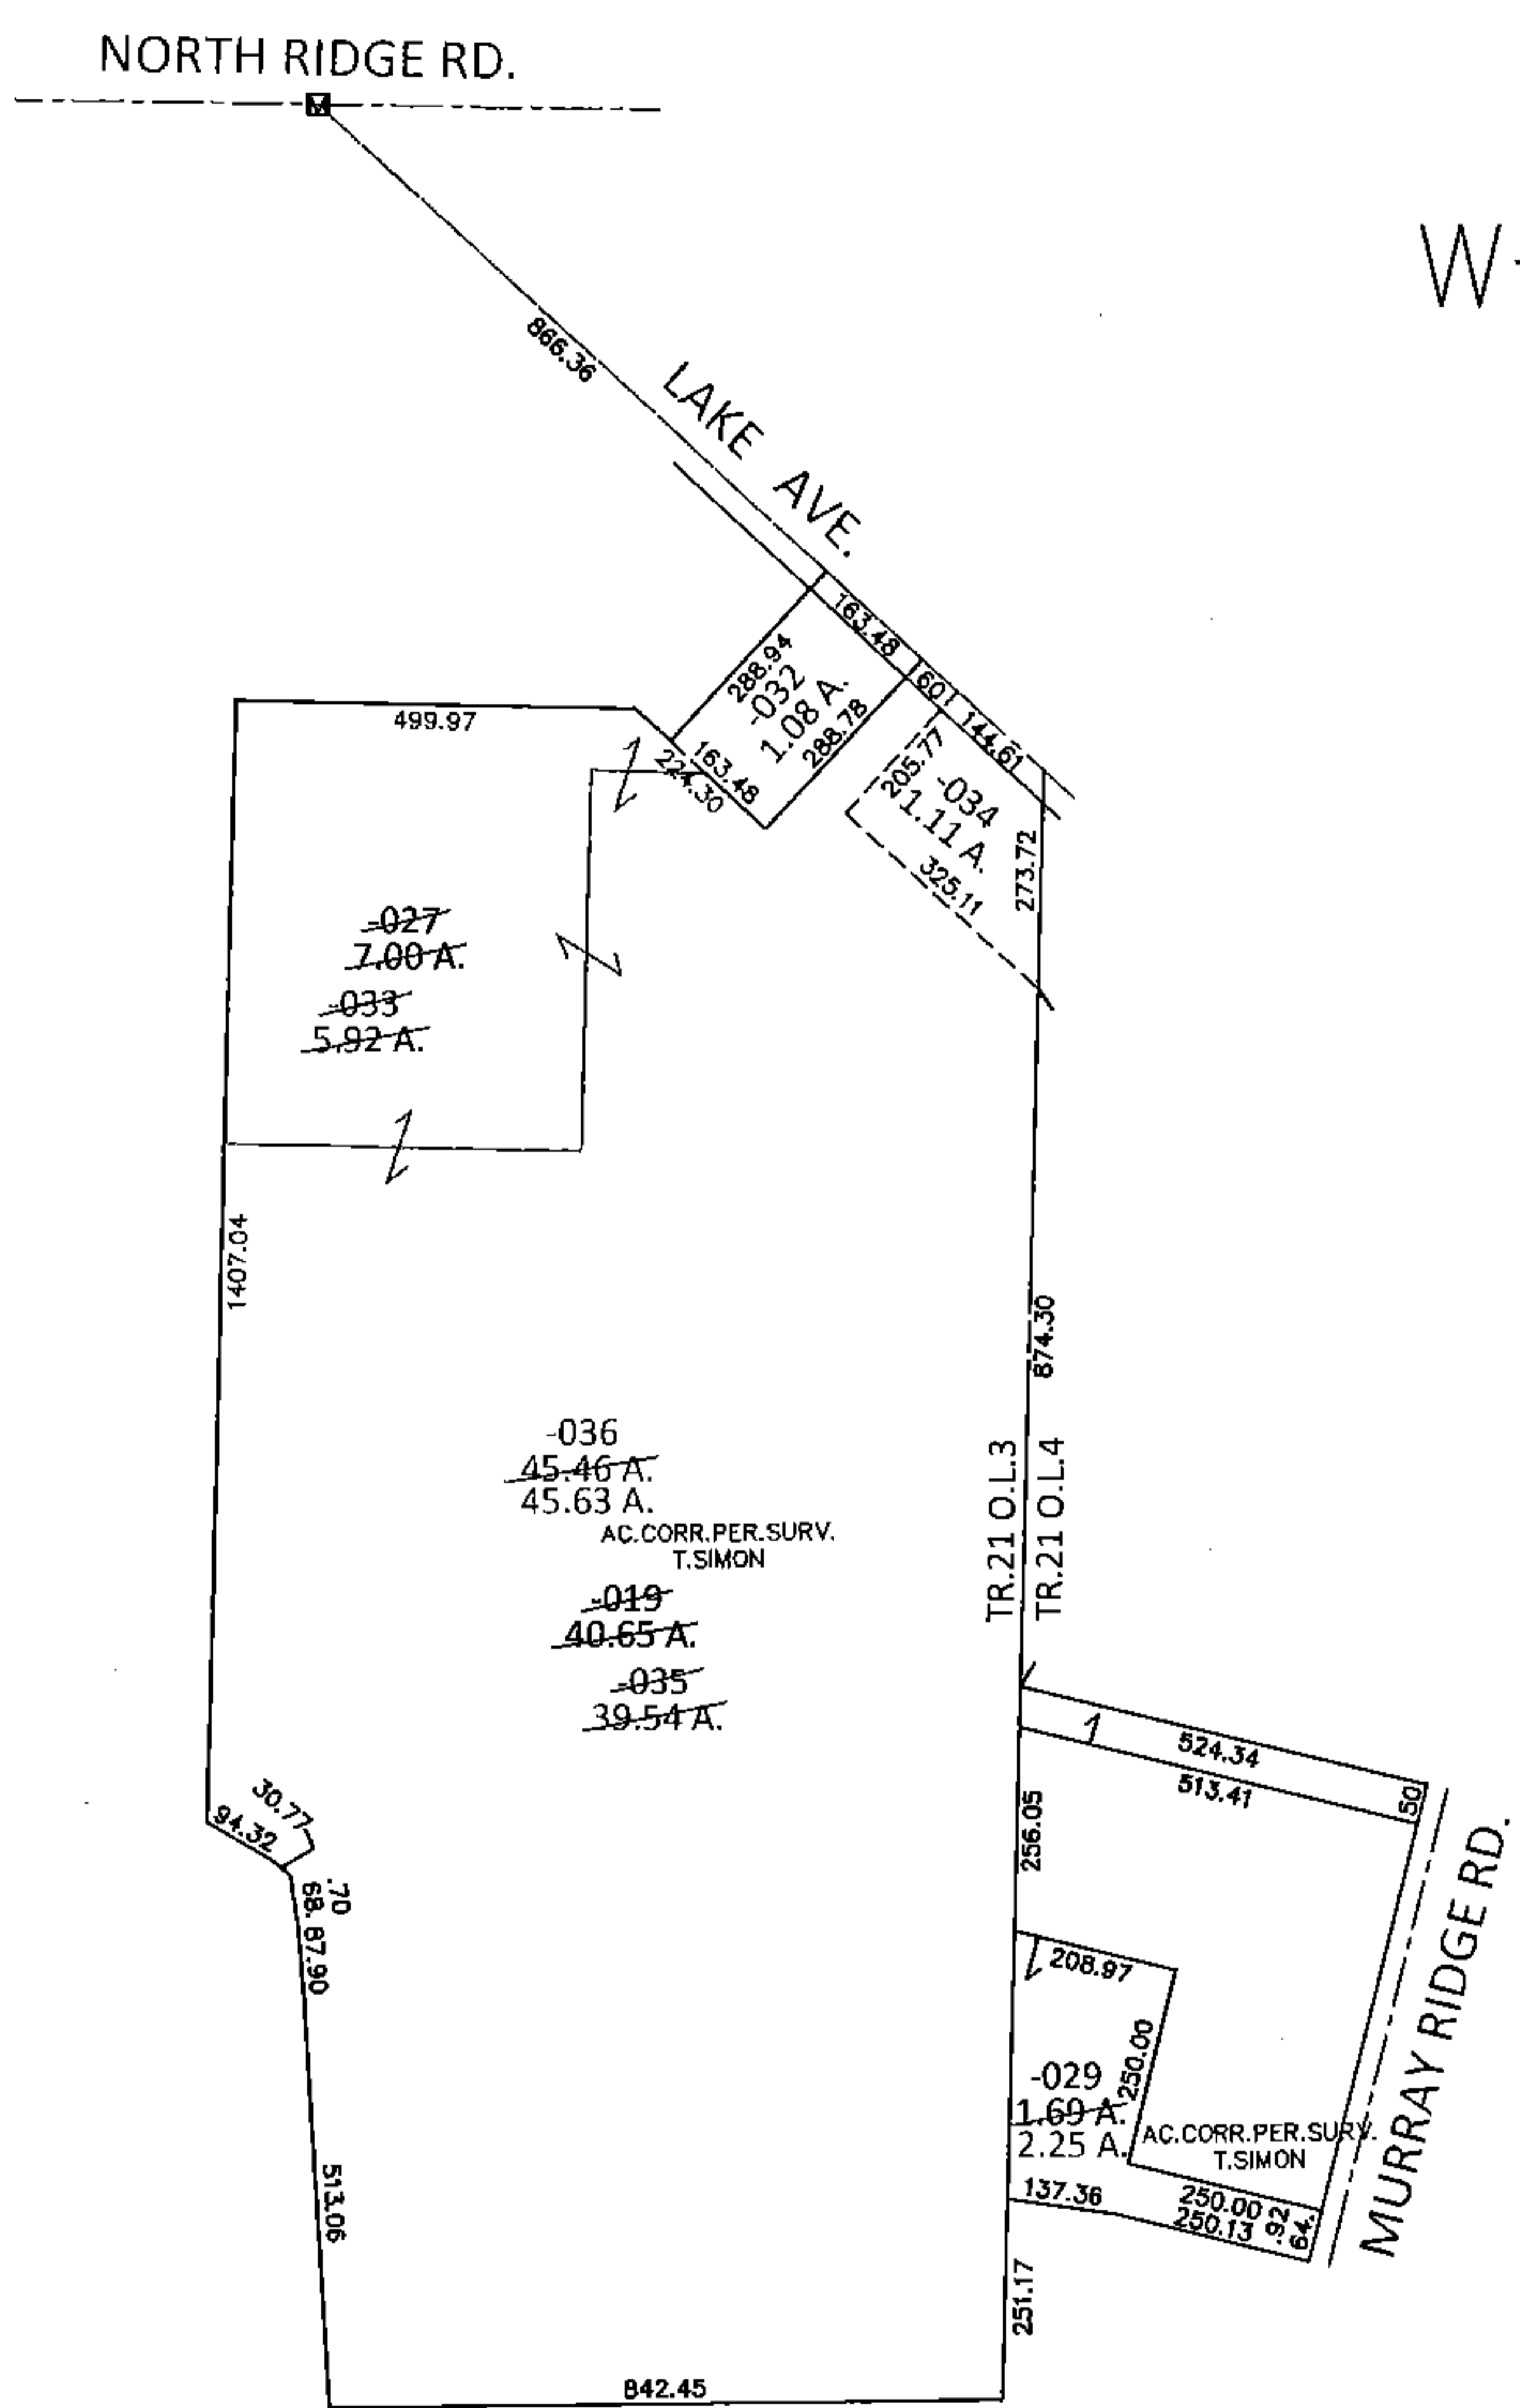 NORTH RIDGE RD.
W
866.36
LAKE AVE.
163.48
60
144.61
288.94
-032
1.08 A.
288.78
163.48
499.97
205.77
-034
1.11 A.
325.11
273.72
-027
7.00 A.
-033
5.92 A.
1407.04
874.30
-036
45.46 A.
45.63 A.
AC.CORR.PER.SURV.
T.SIMON
TR.21 O.L.3
TR.21 O.L.4
-019
40.65 A.
-035
39.54 A.
524.34
513.41
50
30.77
94.32
256.05
.70
68.
87.90
208.97
250.00
MURRAY RIDGE RD.
-029
1.69 A.
2.25 A.
AC.CORR.PER.SURV.
T.SIMON
137.36
250.00
250.13
64.
.92
513.06
251.17
842.45